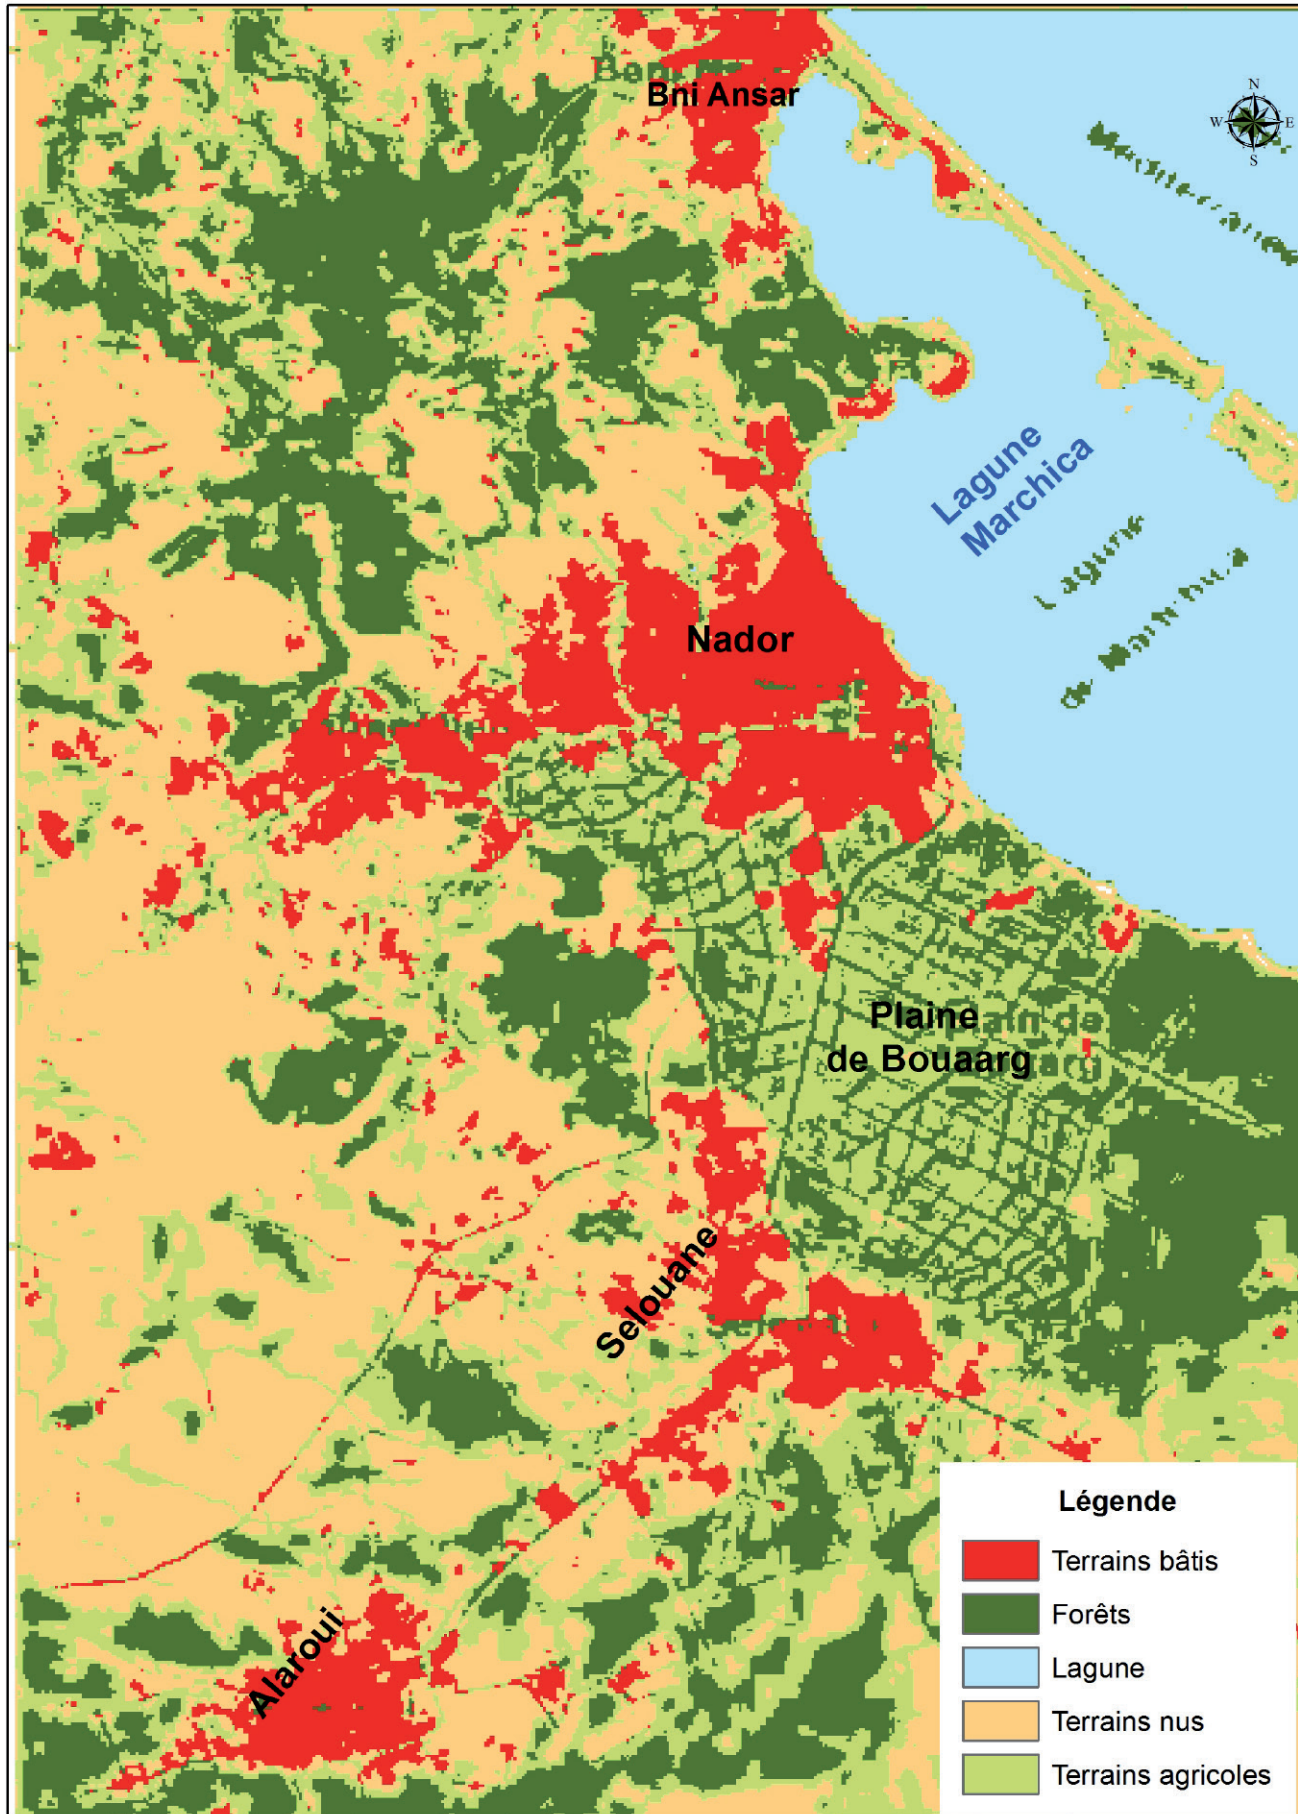 Bni Ansar
N
W E
S
Lagune
Marchica
Lagune
Nador
Plaine
de Bouaarg
Selouane
Alaroui
Légende
Terrains bâtis
Forêts
Lagune
Terrains nus
Terrains agricoles